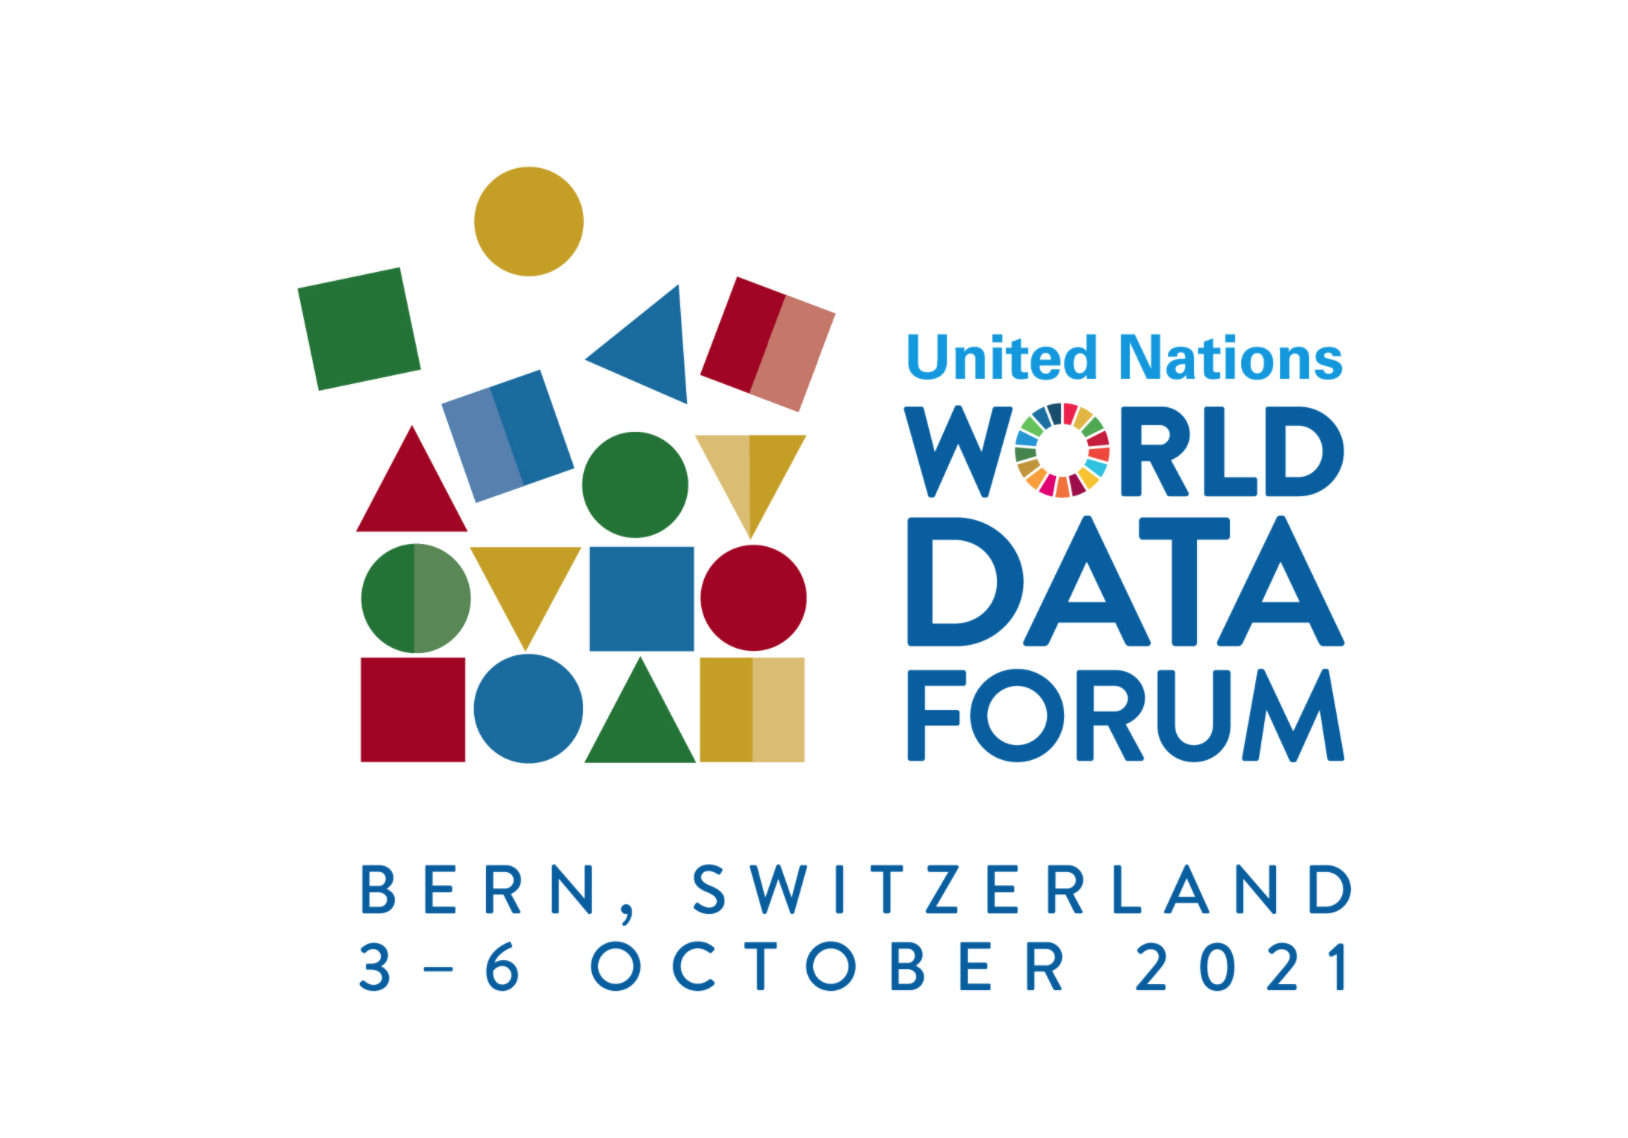 United Nations
WORLD
DATA
FORUM
BERN, SWITZERLAND
3–6 OCTOBER 2021